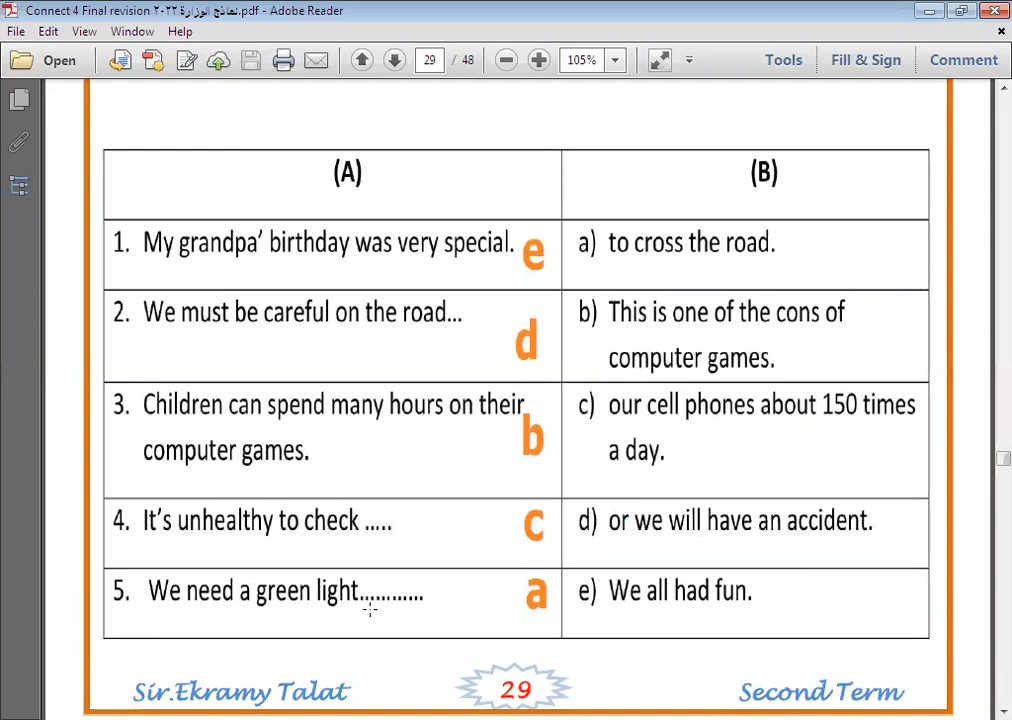 Connect 4 Final revision نماذج الوزارة ٢٠٢٢.pdf - Adobe Reader
File Edit View Window Help
Open 29 / 48 105% Tools Fill & Sign Comment
(A) (B)
1. My grandpa’ birthday was very special. e a) to cross the road.
2. We must be careful on the road... d b) This is one of the cons of
computer games.
3. Children can spend many hours on their b c) our cell phones about 150 times
computer games. a day.
4. It’s unhealthy to check ..... c d) or we will have an accident.
5. We need a green light............ a e) We all had fun.
Sir.Ekramy Talat 29 Second Term